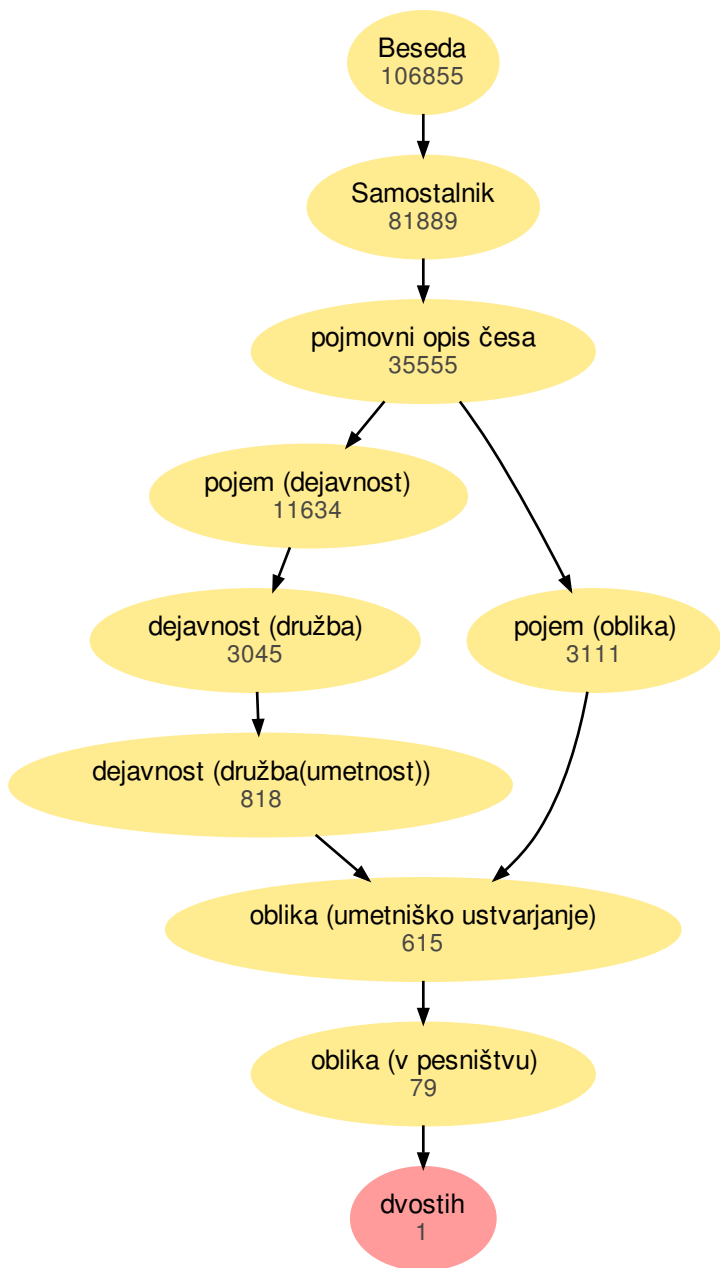 Beseda
106855
Samostalnik
81889
pojmovni opis česa
35555
pojem (dejavnost)
11634
dejavnost (družba)
3045
pojem (oblika)
3111
dejavnost (družba(umetnost))
818
oblika (umetniško ustvarjanje)
615
oblika (v pesništvu)
79
dvostih
1